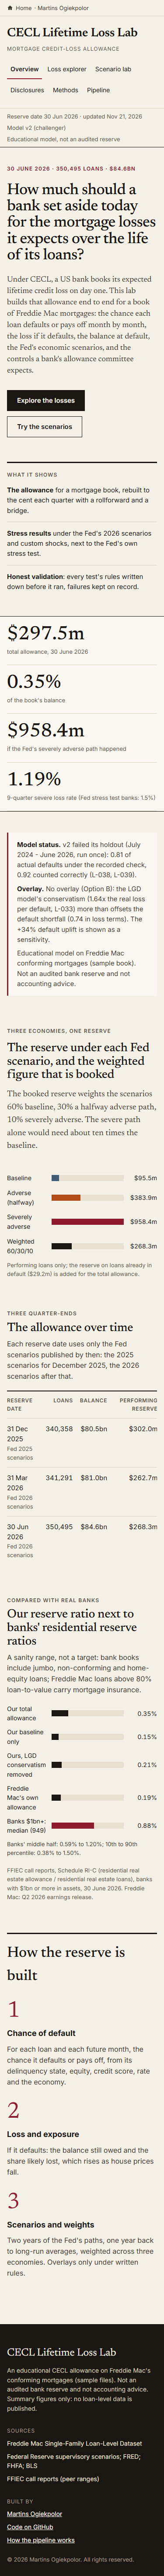 Home · Martins Ogiekpolor
CECL Lifetime Loss Lab
MORTGAGE CREDIT-LOSS ALLOWANCE
Overview Loss explorer Scenario lab
Disclosures Methods Pipeline
Reserve date 30 Jun 2026 · updated Nov 21, 2026
Model v2 (challenger)
Educational model, not an audited reserve
30 JUNE 2026 · 350,495 LOANS · $84.6BN
How much should a
bank set aside today
for the mortgage losses
it expects over the life
of its loans?
Under CECL, a US bank books its expected
lifetime credit loss on day one. This lab
builds that allowance end to end for a book
of Freddie Mac mortgages: the chance each
loan defaults or pays off month by month,
the loss if it defaults, the balance at default,
the Fed's economic scenarios, and the
controls a bank's allowance committee
expects.
Explore the losses
Try the scenarios
WHAT IT SHOWS
The allowance for a mortgage book, rebuilt to
the cent each quarter with a rollforward and a
bridge.
Stress results under the Fed's 2026 scenarios
and custom shocks, next to the Fed's own
stress test.
Honest validation: every test's rules written
down before it ran, failures kept on record.
$297.5m
total allowance, 30 June 2026
0.35%
of the book's balance
$958.4m
if the Fed's severely adverse path happened
1.19%
9-quarter severe loss rate (Fed stress test banks: 1.5%)
Model status. v2 failed its holdout (July
2024 - June 2026, run once): 0.81 of
actual defaults under the recorded check,
0.92 counted correctly (L-038, L-039).
Overlay. No overlay (Option B): the LGD
model's conservatism (1.64x the real loss
per default, L-033) more than offsets the
default shortfall (0.74 in loss terms). The
+34% default uplift is shown as a
sensitivity.
Educational model on Freddie Mac
conforming mortgages (sample book).
Not an audited bank reserve and not
accounting advice.
THREE ECONOMIES, ONE RESERVE
The reserve under each Fed
scenario, and the weighted
figure that is booked
The booked reserve weights the scenarios
60% baseline, 30% a halfway adverse path,
10% severely adverse. The severe path
alone would need about ten times the
baseline.
Baseline $95.5m
Adverse
(halfway) $383.9m
Severely
adverse $958.4m
Weighted
60/30/10 $268.3m
Performing loans only; the reserve on loans already in
default ($29.2m) is added for the total allowance.
THREE QUARTER-ENDS
The allowance over time
Each reserve date uses only the Fed
scenarios published by then: the 2025
scenarios for December 2025, the 2026
scenarios after that.
RESERVE DATE LOANS BALANCE PERFORMING RESERVE
31 Dec 2025 340,358 $80.5bn $302.0m
Fed 2025 scenarios
31 Mar 2026 341,291 $81.0bn $262.7m
Fed 2026 scenarios
30 Jun 2026 350,495 $84.6bn $268.3m
Fed 2026 scenarios
COMPARED WITH REAL BANKS
Our reserve ratio next to
banks' residential reserve
ratios
A sanity range, not a target: bank books
include jumbo, non-conforming and home-
equity loans; Freddie Mac loans above 80%
loan-to-value carry mortgage insurance.
Our total
allowance 0.35%
Our baseline
only 0.15%
Ours, LGD
conservatism
removed 0.21%
Freddie
Mac's own
allowance 0.19%
Banks $1bn+:
median (949) 0.88%
Banks' middle half: 0.59% to 1.20%; 10th to 90th
percentile: 0.38% to 1.50%.
FFIEC call reports, Schedule RI-C (residential real
estate allowance / residential real estate loans), banks
with $1bn or more in assets, 30 June 2026. Freddie
Mac: Q2 2026 earnings release.
How the reserve is
built
1
Chance of default
For each loan and each future month, the
chance it defaults or pays off, from its
delinquency state, equity, credit score, rate
and the economy.
2
Loss and exposure
If it defaults: the balance still owed and the
share likely lost, which rises as house prices
fall.
3
Scenarios and weights
Two years of the Fed's paths, one year back
to long-run averages, weighted across three
economies. Overlays only under written
rules.
CECL Lifetime Loss Lab
An educational CECL allowance on Freddie Mac's
conforming mortgages (sample files). Not an
audited bank reserve and not accounting advice.
Summary figures only: no loan-level data is
published.
SOURCES
Freddie Mac Single-Family Loan-Level Dataset
Federal Reserve supervisory scenarios; FRED;
FHFA; BLS
FFIEC call reports (peer ranges)
BUILT BY
Martins Ogiekpolor
Code on GitHub
How the pipeline works
© 2026 Martins Ogiekpolor. All rights reserved.